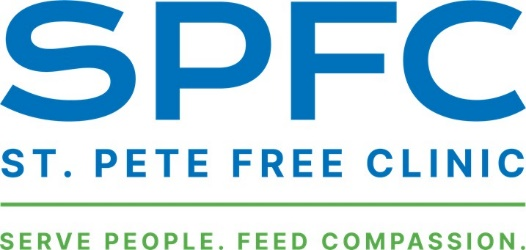 SPFC
ST. PETE FREE CLINIC
SERVE PEOPLE. FEED COMPASSION.